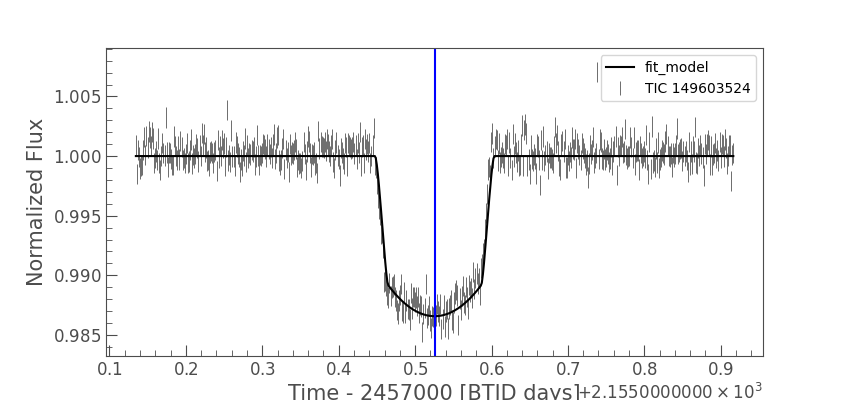 fit_model
TIC 149603524
Normalized Flux
1.005
1.000
0.995
0.990
0.985
0.1 0.2 0.3 0.4 0.5 0.6 0.7 0.8 0.9
Time - 2457000 [BTJD days]
+2.1550000000 × 10³